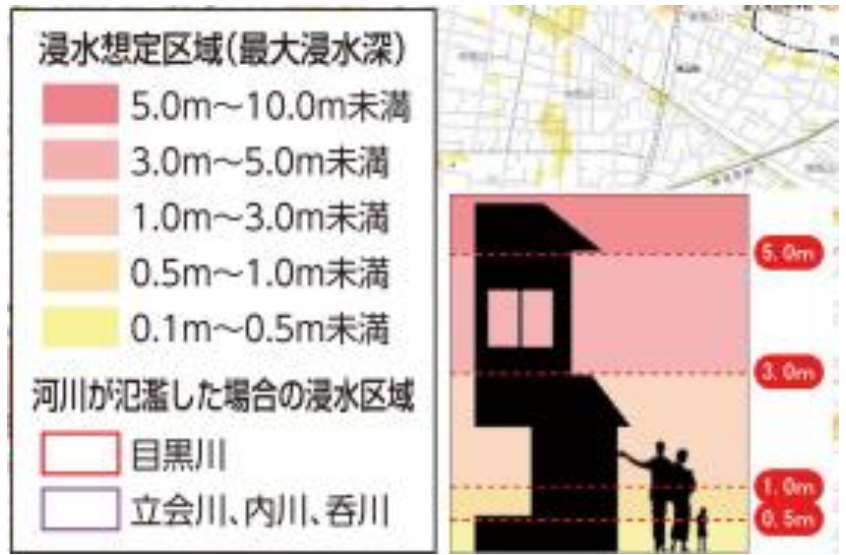 浸水想定区域(最大浸水深)
5.0m～10.0m未満
3.0m～5.0m未満
1.0m～3.0m未満
0.5m～1.0m未満
0.1m～0.5m未満
河川が氾濫した場合の浸水区域
目黒川
立会川、内川、呑川
5.0m
3.0m
1.0m
0.5m